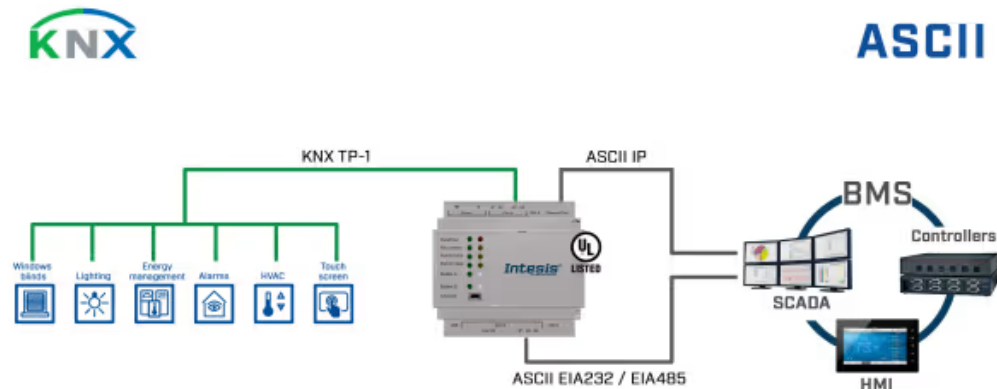 KNX
ASCII
KNX TP-1
ASCII IP
BMS
Controllers
Windows
blinds
Lighting
Energy
management
Alarms
HVAC
Touch
screen
Intesis
UL
LISTED
SCADA
HMI
ASCII EIA232 / EIA485